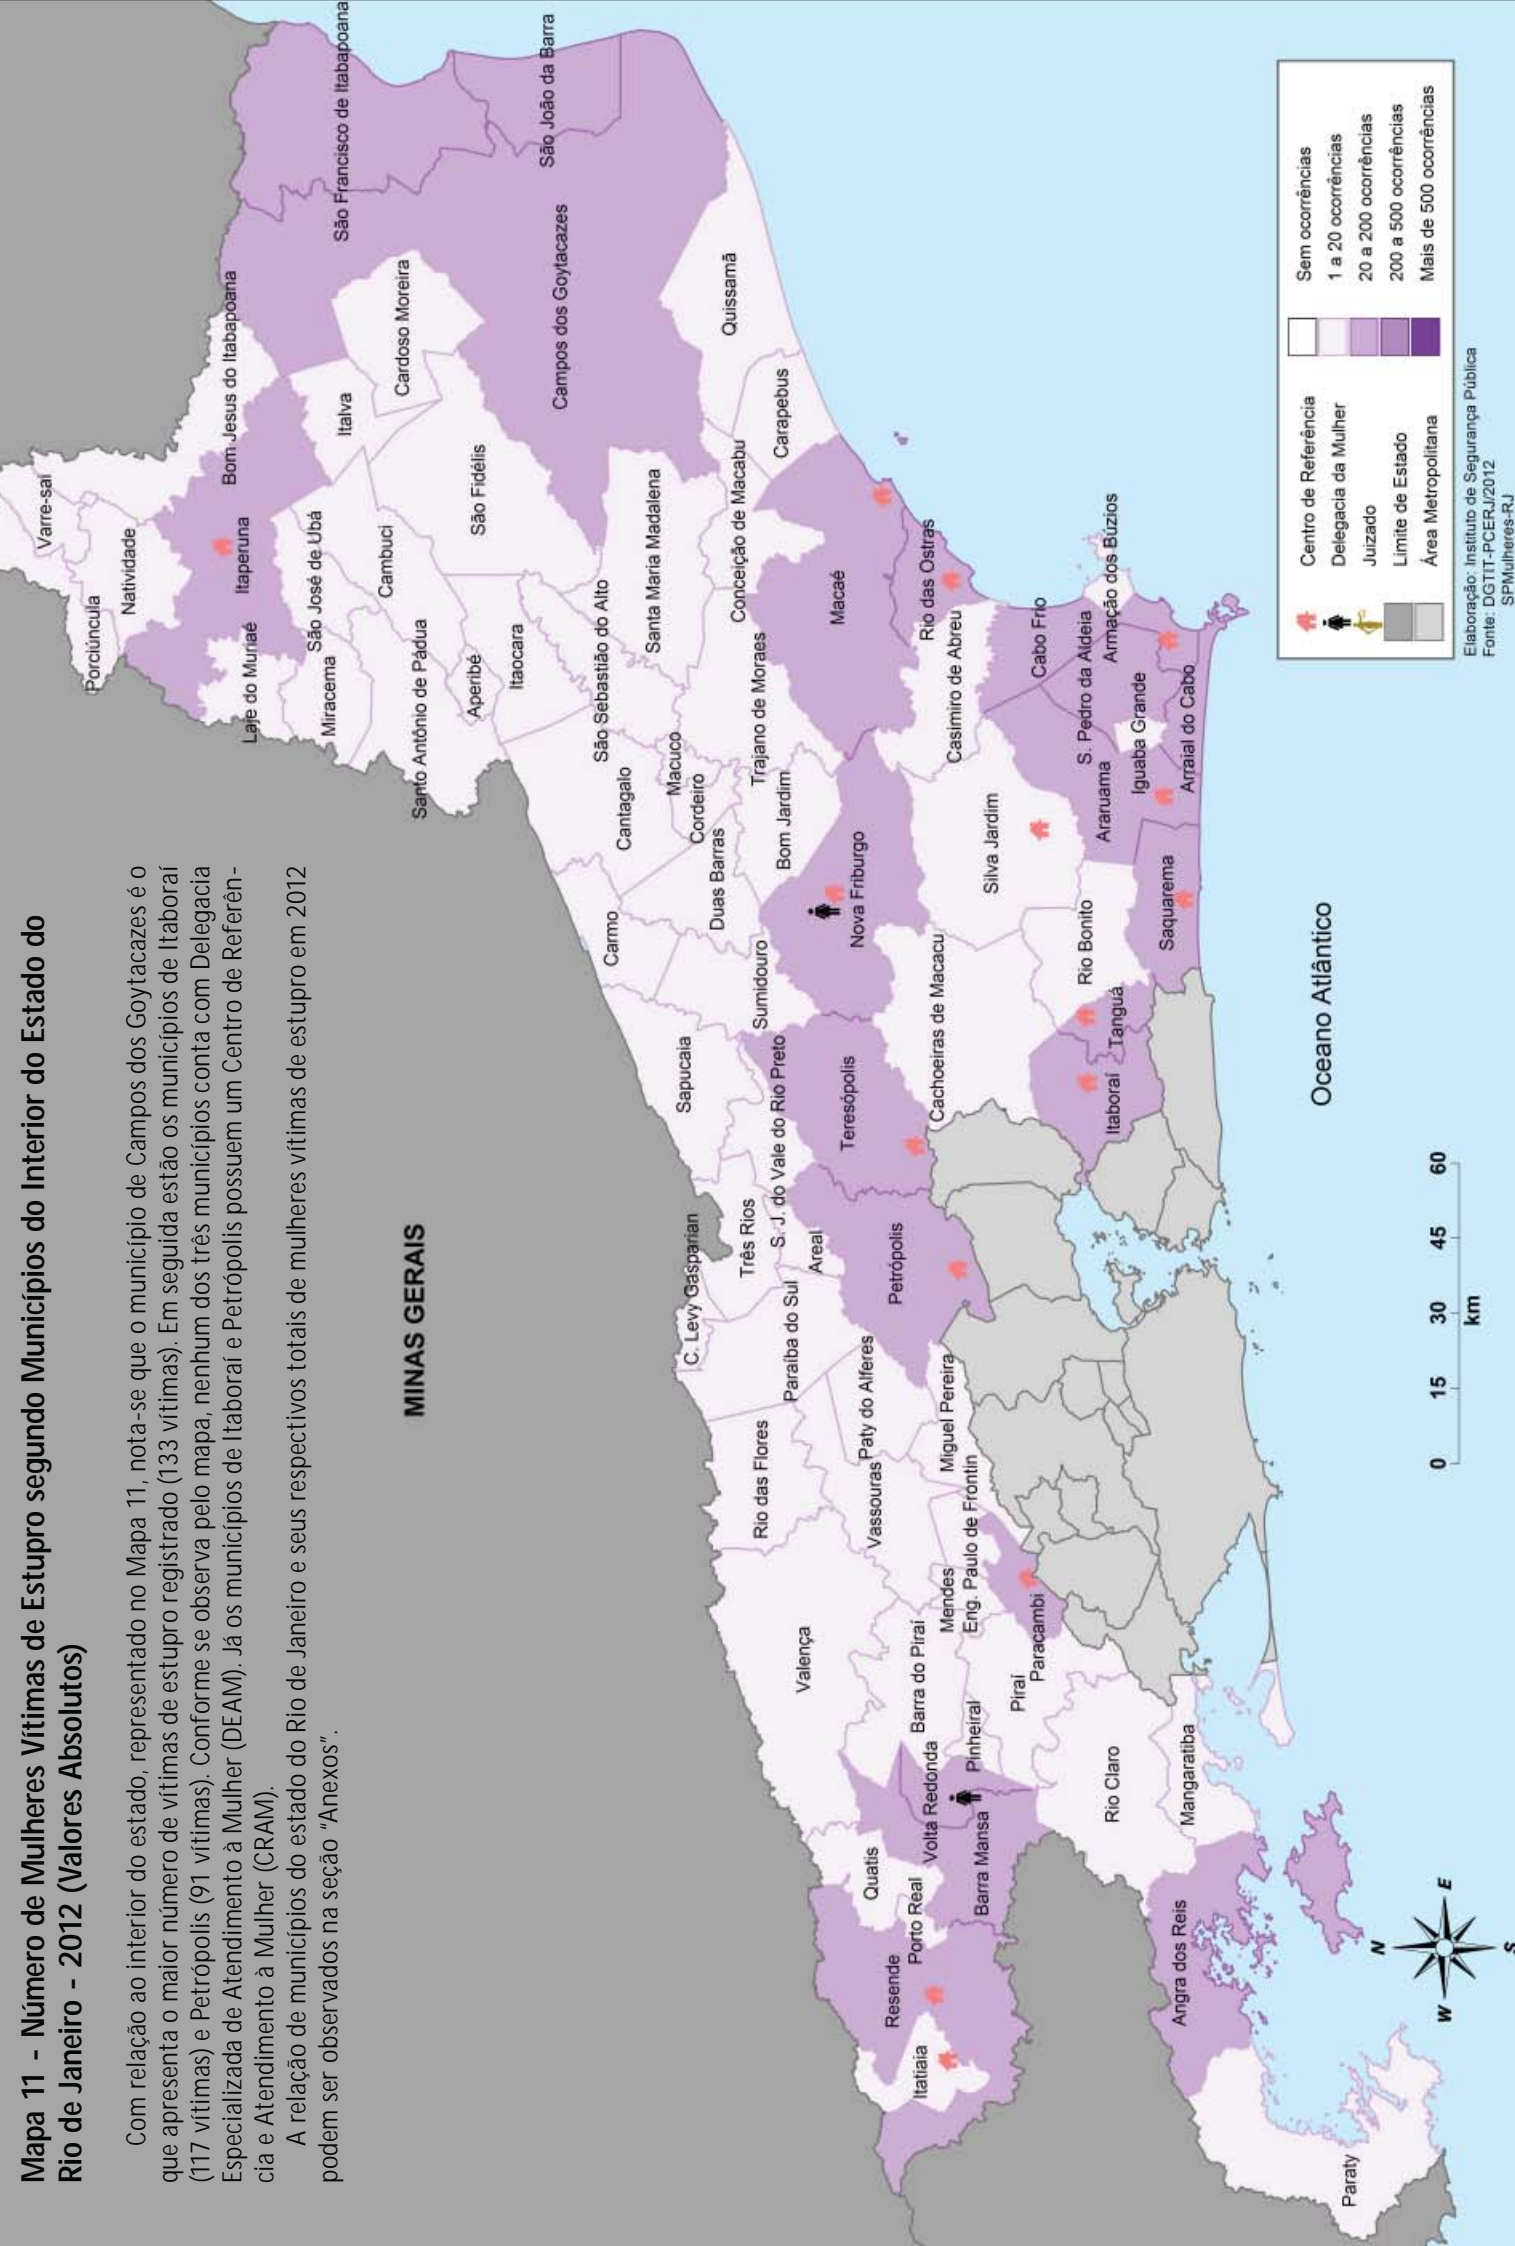 Mapa 11 - Número de Mulheres Vítimas de Estupro segundo Municípios do Interior do Estado do
Rio de Janeiro - 2012 (Valores Absolutos)
Com relação ao interior do estado, representado no Mapa 11, nota-se que o município de Campos dos Goytacazes é o
que apresenta o maior número de vítimas de estupro registrado (133 vítimas). Em seguida estão os municípios de Itaboraí
(117 vítimas) e Petrópolis (91 vítimas). Conforme se observa pelo mapa, nenhum dos três municípios conta com Delegacia
Especializada de Atendimento à Mulher (DEAM). Já os municípios de Itaboraí e Petrópolis possuem um Centro de Referên-
cia e Atendimento à Mulher (CRAM).
A relação de municípios do estado do Rio de Janeiro e seus respectivos totais de mulheres vítimas de estupro em 2012
podem ser observados na seção "Anexos".
MINAS GERAIS
Varre-sai
Porciúncula
Natividade
Bom Jesus do Itabapoana
Itaperuna
Laje do Muriaé
São José de Ubá
Miracema
Italva
Cardoso Moreira
São Francisco de Itabapoana
São João da Barra
Campos dos Goytacazes
Cambuci
Santo Antônio de Pádua
Aperibé
São Fidélis
Itaocara
São Sebastião do Alto
Santa Maria Madalena
Conceição de Macabu
Quissamã
Carapebus
Cantagalo
Macuco
Cordeiro
Trajano de Moraes
Macaé
Carmo
Duas Barras
Bom Jardim
Nova Friburgo
Rio das Ostras
Casimiro de Abreu
Sumidouro
Sapucaia
S. J. do Vale do Rio Preto
Teresópolis
Cachoeiras de Macacu
Silva Jardim
Cabo Frio
S. Pedro da Aldeia
Armação dos Búzios
Iguaba Grande
Arraial do Cabo
Araruama
Saquarema
Rio Bonito
Tanguá
Itaboraí
C. Levy Gasparian
Três Rios
Areal
Petrópolis
Paraíba do Sul
Paty do Alferes
Miguel Pereira
Rio das Flores
Vassouras
Eng. Paulo de Frontin
Mendes
Paracambi
Valença
Barra do Piraí
Piraí
Pinheiral
Volta Redonda
Barra Mansa
Rio Claro
Mangaratiba
Quatis
Porto Real
Resende
Itatiaia
Angra dos Reis
Paraty
Oceano Atlântico
0 15 30 45 60
km
N
W E
S
Centro de Referência
Delegacia da Mulher
Juizado
Limite de Estado
Área Metropolitana
Sem ocorrências
1 a 20 ocorrências
20 a 200 ocorrências
200 a 500 ocorrências
Mais de 500 ocorrências
Elaboração: Instituto de Segurança Pública
Fonte: DGTIT-PCERJ/2012
SPMulheres-RJ